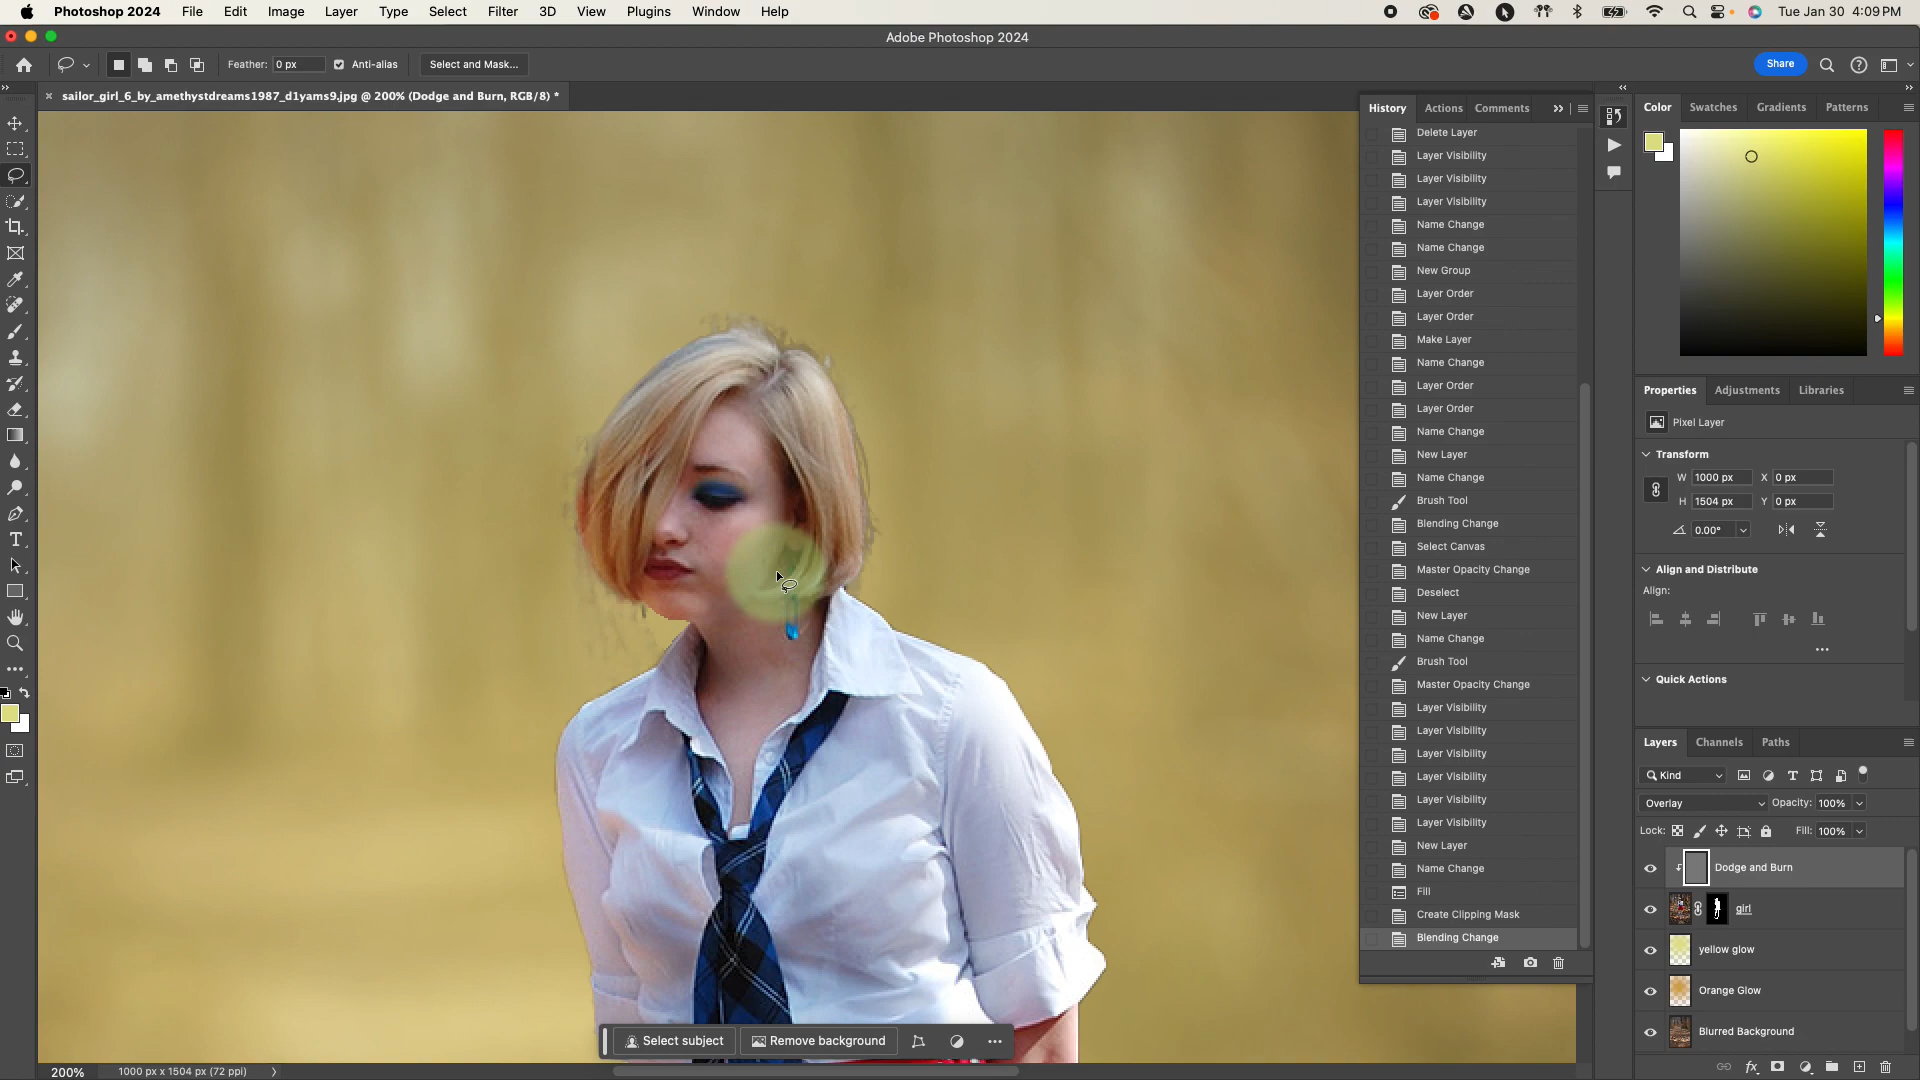 Photoshop 2024 File Edit Image Layer Type Select Filter 3D View Plugins Window Help Tue Jan 30 4:09 PM
Adobe Photoshop 2024
Feather: 0 px Anti-alias Select and Mask... Share
sailor_girl_6_by_amethystdreams1987_d1yams9.jpg @ 200% (Dodge and Burn, RGB/8) *
History Actions Comments
Delete Layer
Layer Visibility
Layer Visibility
Layer Visibility
Name Change
Name Change
New Group
Layer Order
Layer Order
Make Layer
Name Change
Layer Order
Layer Order
Name Change
New Layer
Name Change
Brush Tool
Blending Change
Select Canvas
Master Opacity Change
Deselect
New Layer
Name Change
Brush Tool
Master Opacity Change
Layer Visibility
Layer Visibility
Layer Visibility
Layer Visibility
Layer Visibility
Layer Visibility
New Layer
Name Change
Fill
Create Clipping Mask
Blending Change
Color Swatches Gradients Patterns
Properties Adjustments Libraries
Pixel Layer
Transform
W 1000 px X 0 px
H 1504 px Y 0 px
0.00°
Align and Distribute
Align:
Quick Actions
Layers Channels Paths
Kind
Overlay Opacity: 100%
Lock: Fill: 100%
Dodge and Burn
girl
yellow glow
Orange Glow
Blurred Background
Select subject Remove background
200% 1000 px x 1504 px (72 ppi)